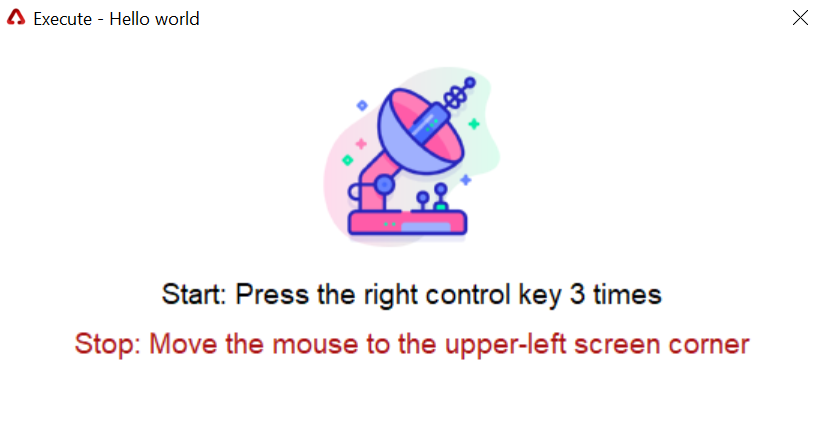 Execute - Hello world
Start: Press the right control key 3 times
Stop: Move the mouse to the upper-left screen corner